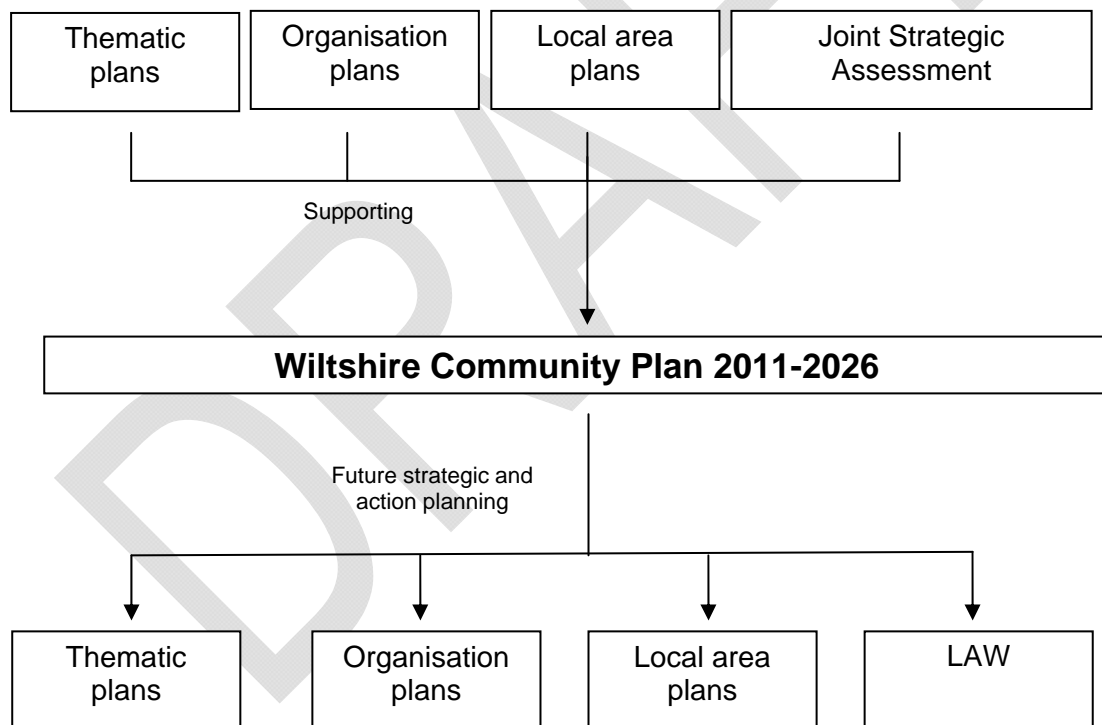 Thematic
plans
Organisation
plans
Local area
plans
Joint Strategic
Assessment
Supporting
Wiltshire Community Plan 2011-2026
Future strategic and
action planning
Thematic
plans
Organisation
plans
Local area
plans
LAW
DRAF